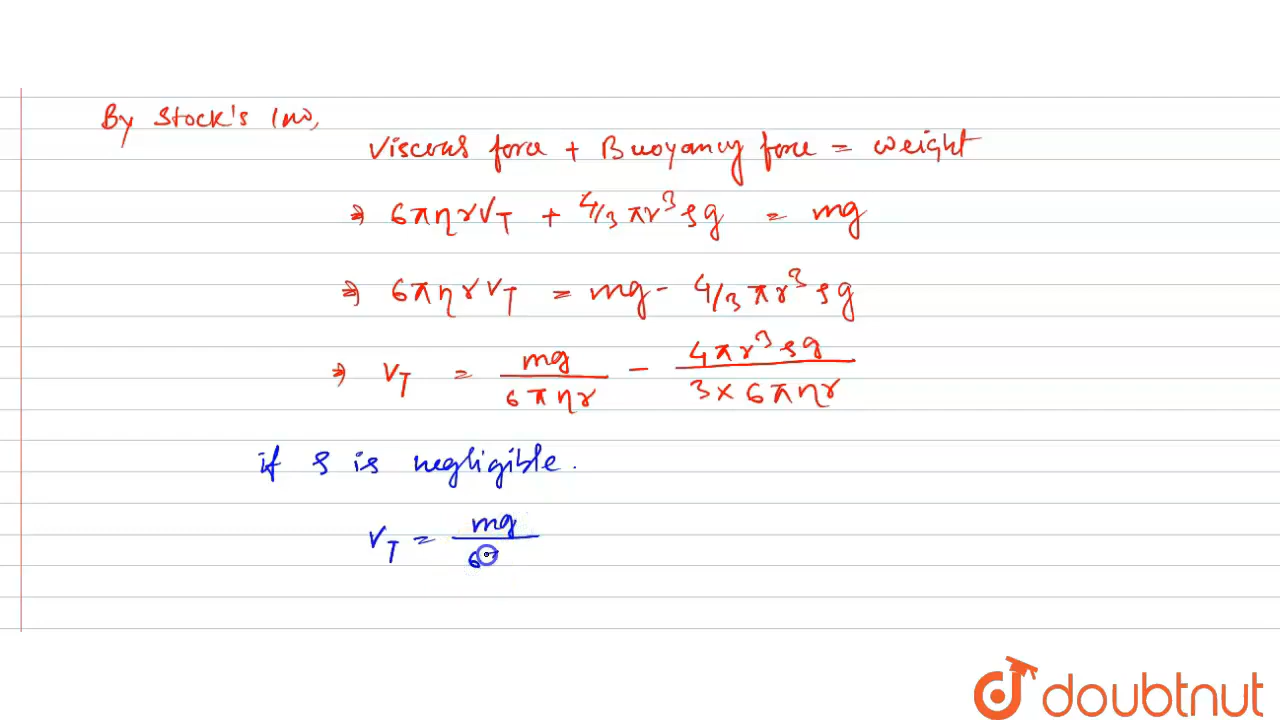 By Stock's law,
Viscous force + Buoyancy force = weight
⇒ 6πηrV_T + 4/3 πr³ρg = mg
⇒ 6πηrV_T = mg - 4/3 πr³ρg
⇒ V_T = mg/6πηr - 4πr³ρg/3×6πηr
if ρ is negligible.
V_T = mg/6π
doubtnut